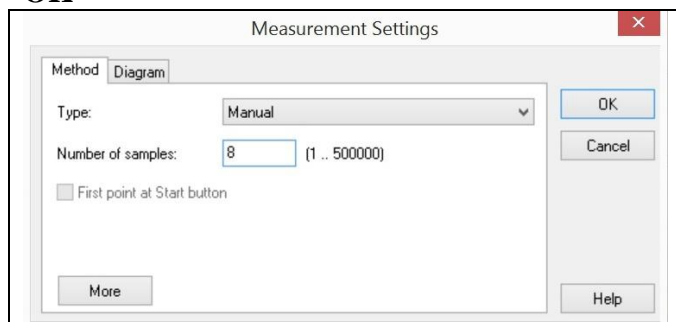 OK
Measurement Settings
Method Diagram
Type: Manual
OK
Number of samples: 8 (1 .. 500000)
Cancel
First point at Start button
More
Help